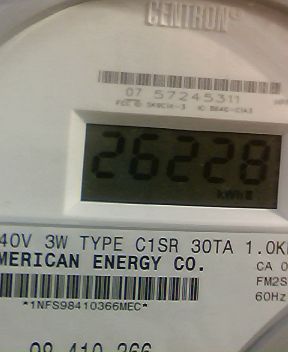 CENTRON®
07 57245311
26228
kWh
40V 3W TYPE C1SR 30TA 1.0K
MERICAN ENERGY CO.
CA 0
FM2S
60Hz
*1NFS98410366MEC*
98 410 366